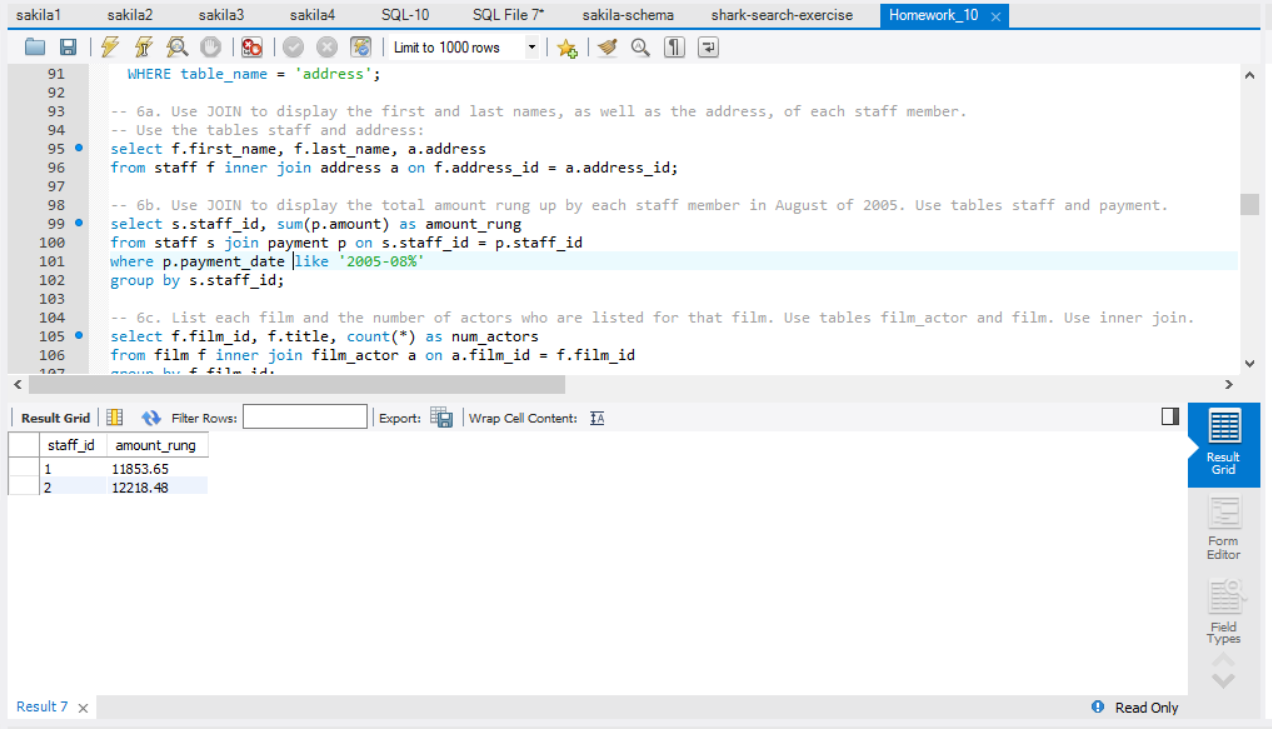 sakila1 sakila2 sakila3 sakila4 SQL-10 SQL File 7* sakila-schema shark-search-exercise Homework_10
Limit to 1000 rows
91 WHERE table_name = 'address';
92
93 -- 6a. Use JOIN to display the first and last names, as well as the address, of each staff member.
94 -- Use the tables staff and address:
95 select f.first_name, f.last_name, a.address
96 from staff f inner join address a on f.address_id = a.address_id;
97
98 -- 6b. Use JOIN to display the total amount rung up by each staff member in August of 2005. Use tables staff and payment.
99 select s.staff_id, sum(p.amount) as amount_rung
100 from staff s join payment p on s.staff_id = p.staff_id
101 where p.payment_date like '2005-08%'
102 group by s.staff_id;
103
104 -- 6c. List each film and the number of actors who are listed for that film. Use tables film_actor and film. Use inner join.
105 select f.film_id, f.title, count(*) as num_actors
106 from film f inner join film_actor a on a.film_id = f.film_id
107 group by f.film_id;
Result Grid Filter Rows: Export: Wrap Cell Content:
staff_id amount_rung
1 11853.65
2 12218.48
Result
Grid
Form
Editor
Field
Types
Result 7 Read Only